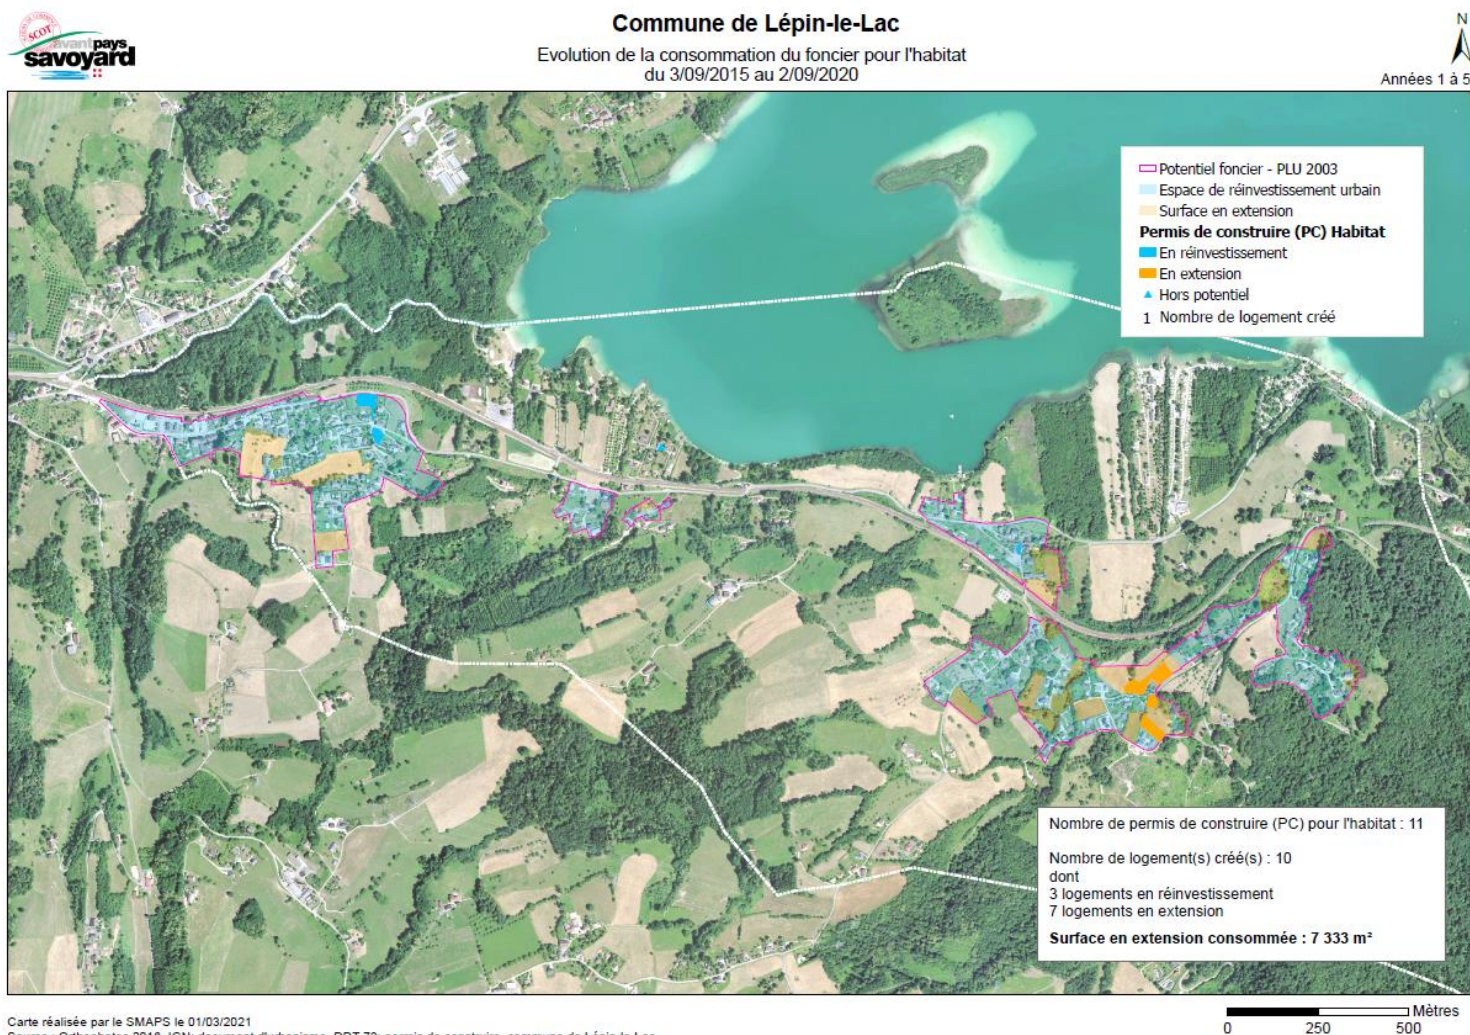 SCOT
avantpays
savoyard
Commune de Lépin-le-Lac
Evolution de la consommation du foncier pour l'habitat
du 3/09/2015 au 2/09/2020
N
Années 1 à 5
Potentiel foncier - PLU 2003
Espace de réinvestissement urbain
Surface en extension
Permis de construire (PC) Habitat
En réinvestissement
En extension
Hors potentiel
1 Nombre de logement créé
Nombre de permis de construire (PC) pour l'habitat : 11
Nombre de logement(s) créé(s) : 10
dont
3 logements en réinvestissement
7 logements en extension
Surface en extension consommée : 7 333 m²
Carte réalisée par le SMAPS le 01/03/2021
Mètres
0 250 500